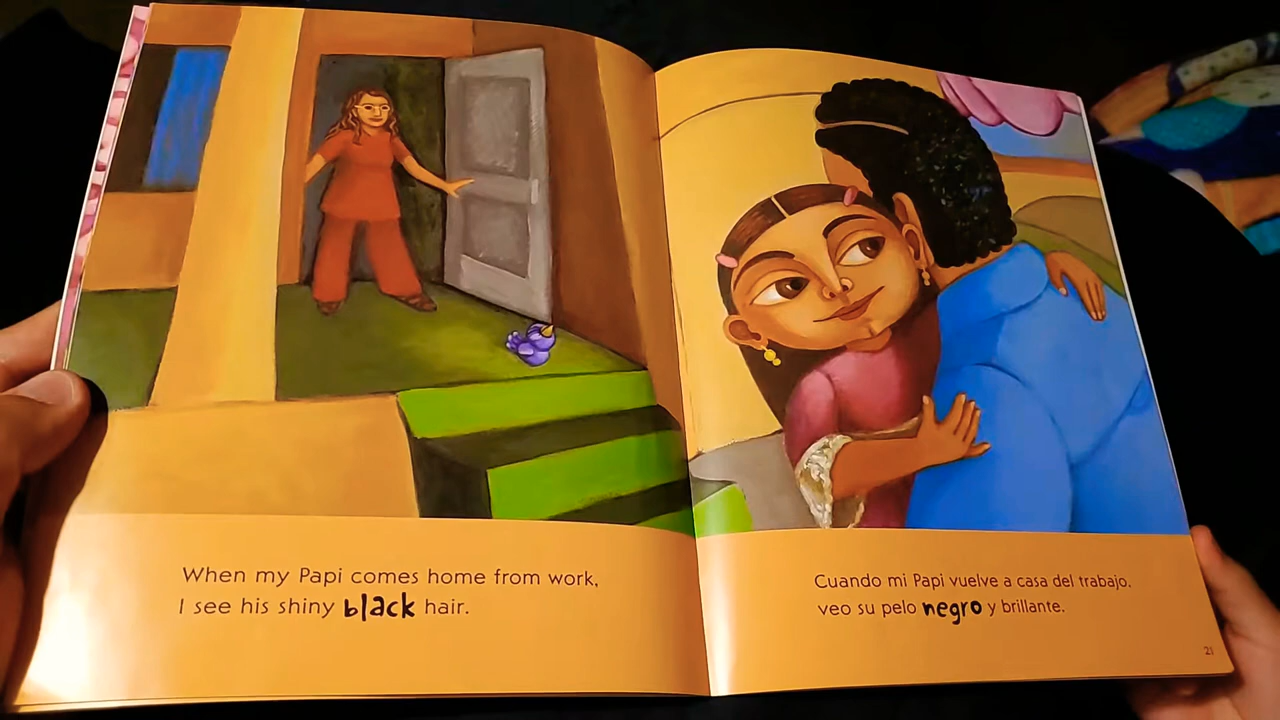 When my Papi comes home from work,
I see his shiny black hair.
Cuando mi Papi vuelve a casa del trabajo,
veo su pelo negro y brillante.
21